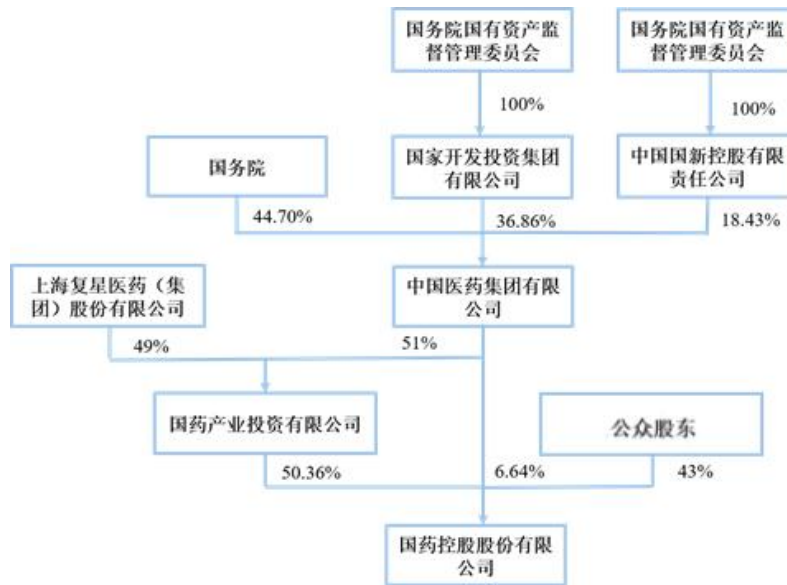 国务院国有资产监
督管理委员会
国务院国有资产监
督管理委员会
100%
100%
国务院
国家开发投资集团
有限公司
中国国新控股有限
责任公司
44.70%
36.86%
18.43%
上海复星医药（集
团）股份有限公司
中国医药集团有限
公司
49%
51%
国药产业投资有限公司
公众股东
50.36%
6.64%
43%
国药控股股份有限
公司